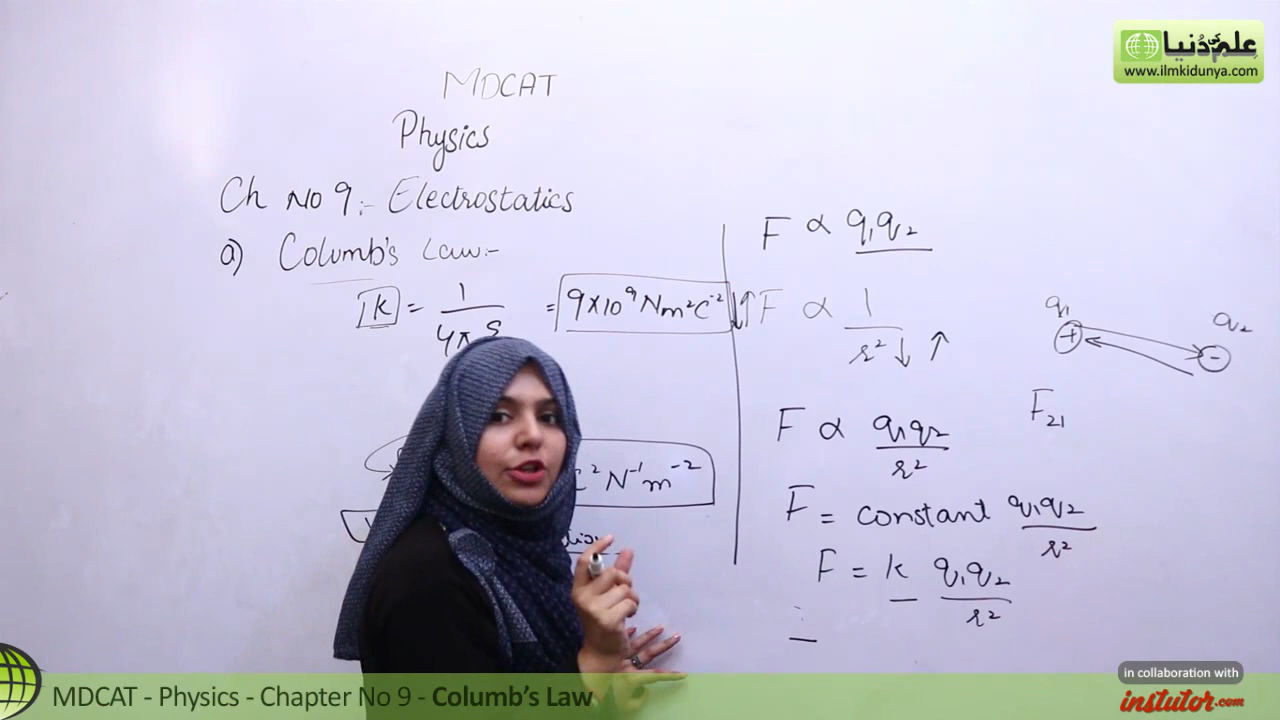 علم کی دُنیا
www.ilmkidunya.com
MDCAT
Physics
Ch No 9:- Electrostatics
a) Columb's Law:-
k = 1/4π = 9×10⁹ Nm²C⁻²
C²N⁻¹m⁻²
F ∝ q₁q₂
↓↑ F ∝ 1/r² ↓ ↑
F ∝ q₁q₂/r²
F = constant q₁q₂/r²
F = k q₁q₂/r²
q₁
q₂
+
-
F₂₁
in collaboration with
instutor.com
MDCAT - Physics - Chapter No 9 - Columb's Law